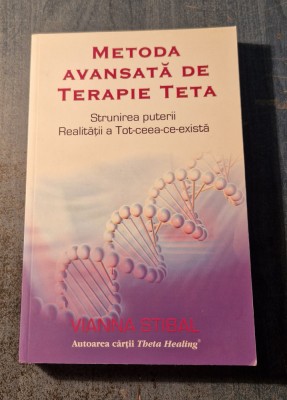 METODA
AVANSATĂ DE
TERAPIE TETA
Strunirea puterii
Realității a Tot-ceea-ce-există
VIANNA STIBAL
Autoarea cărții Theta Healing®